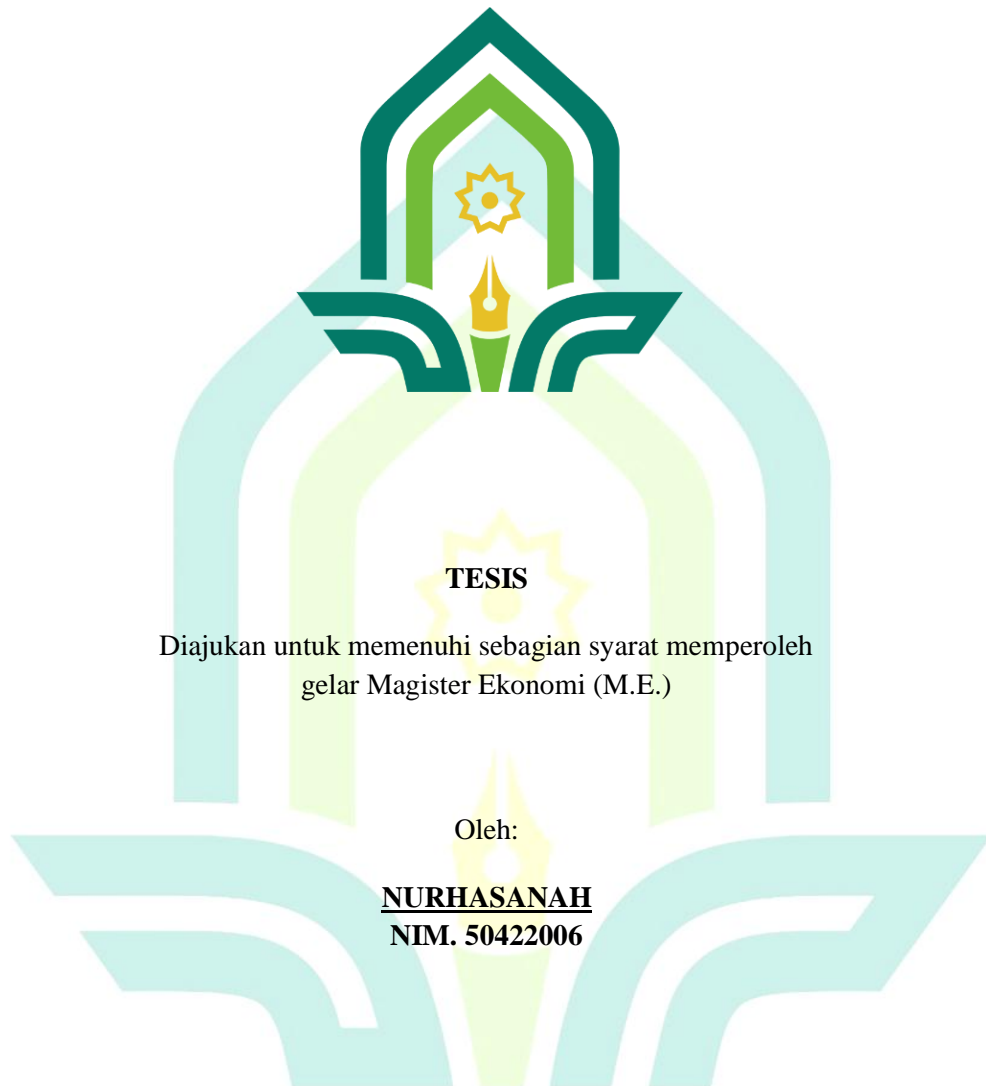 TESIS
Diajukan untuk memenuhi sebagian syarat memperoleh
gelar Magister Ekonomi (M.E.)
Oleh:
NURHASANAH
NIM. 50422006